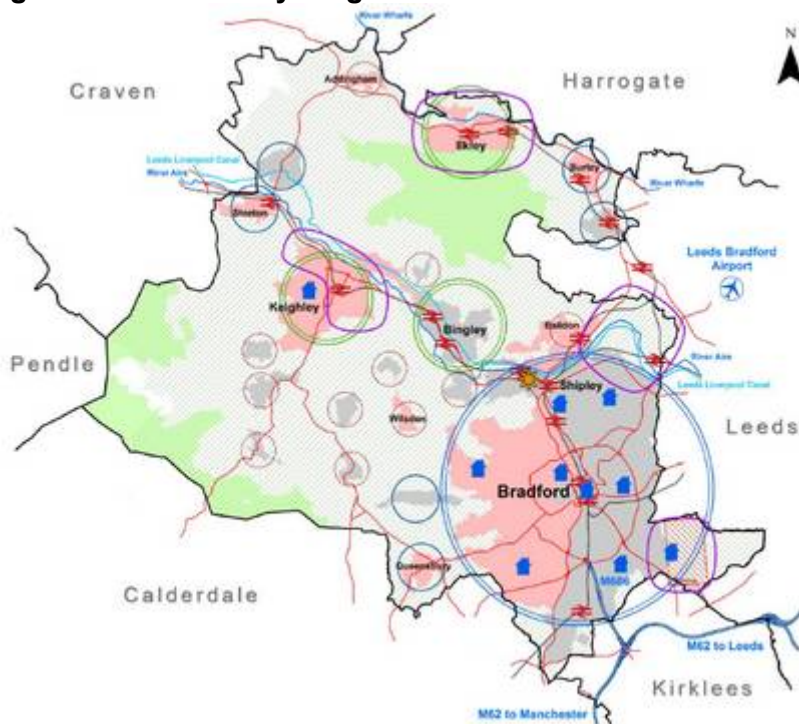 River Wharfe
N
Addingham
Craven
Harrogate
Ilkley
Leeds Liverpool Canal
River Aire
Burley
River Wharfe
Steeton
Leeds Bradford
Airport
Keighley
Bingley
Baildon
Pendle
River Aire
Shipley
Leeds Liverpool Canal
Wilsden
Leeds
Bradford
Queensbury
M606
Calderdale
M62 to Leeds
Kirklees
M62 to Manchester